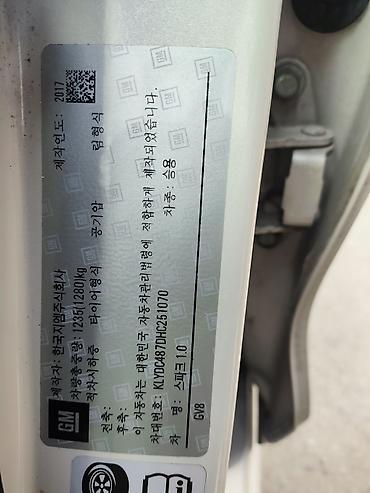 GM
제작자: 한국지엠주식회사 제작연도: 2017
차량총중량: 1235(1280)kg
적차시하중 타이어형식 공기압 림형식
전축:
후축:
이 자동차는 대한민국 자동차관리법령에 적합하게 제작되었습니다.
차대번호: KLYDC487DHC251070
차 명: 스파크 1.0 차종: 승용
GV8